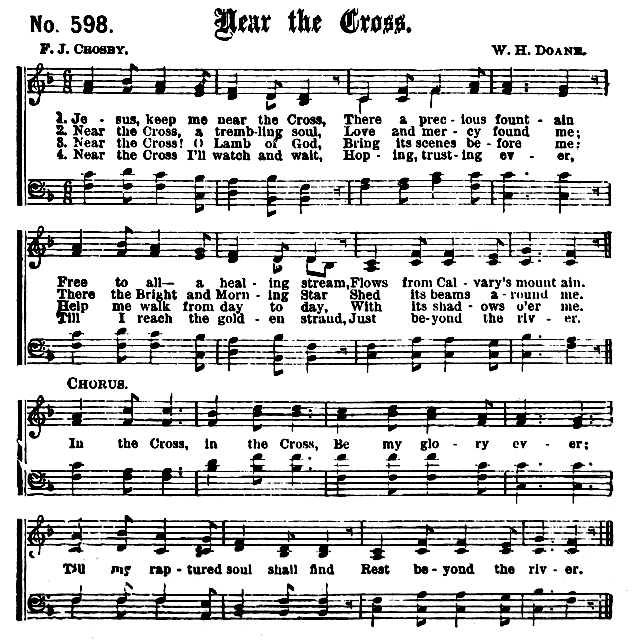 No. 598. Near the Cross.
F. J. CROSBY. W. H. DOANE.
1. Je - sus, keep me near the Cross, There a prec - ious fount - ain
2. Near the Cross, a tremb - ling soul, Love and mer - cy found me;
3. Near the Cross! O Lamb of God, Bring its scenes be - fore me;
4. Near the Cross I'll watch and wait, Hop - ing, trust - ing ev - er,
Free to all— a heal - ing stream, Flows from Cal - vary's mount ain.
There the Bright and Morn - ing Star Shed its beams a - round me.
Help me walk from day to day, With its shad - ows o'er me.
Till I reach the gold - en strand, Just be - yond the riv - er.
CHORUS.
In the Cross, in the Cross, Be my glo - ry ev - er;
Till my rap - tured soul shall find Rest be - yond the riv - er.